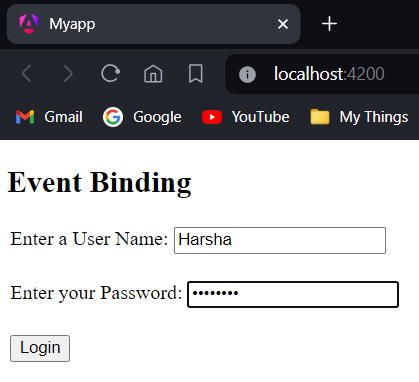 Myapp
localhost:4200
Gmail Google YouTube My Things
Event Binding
Enter a User Name: Harsha
Enter your Password: ••••••••
Login